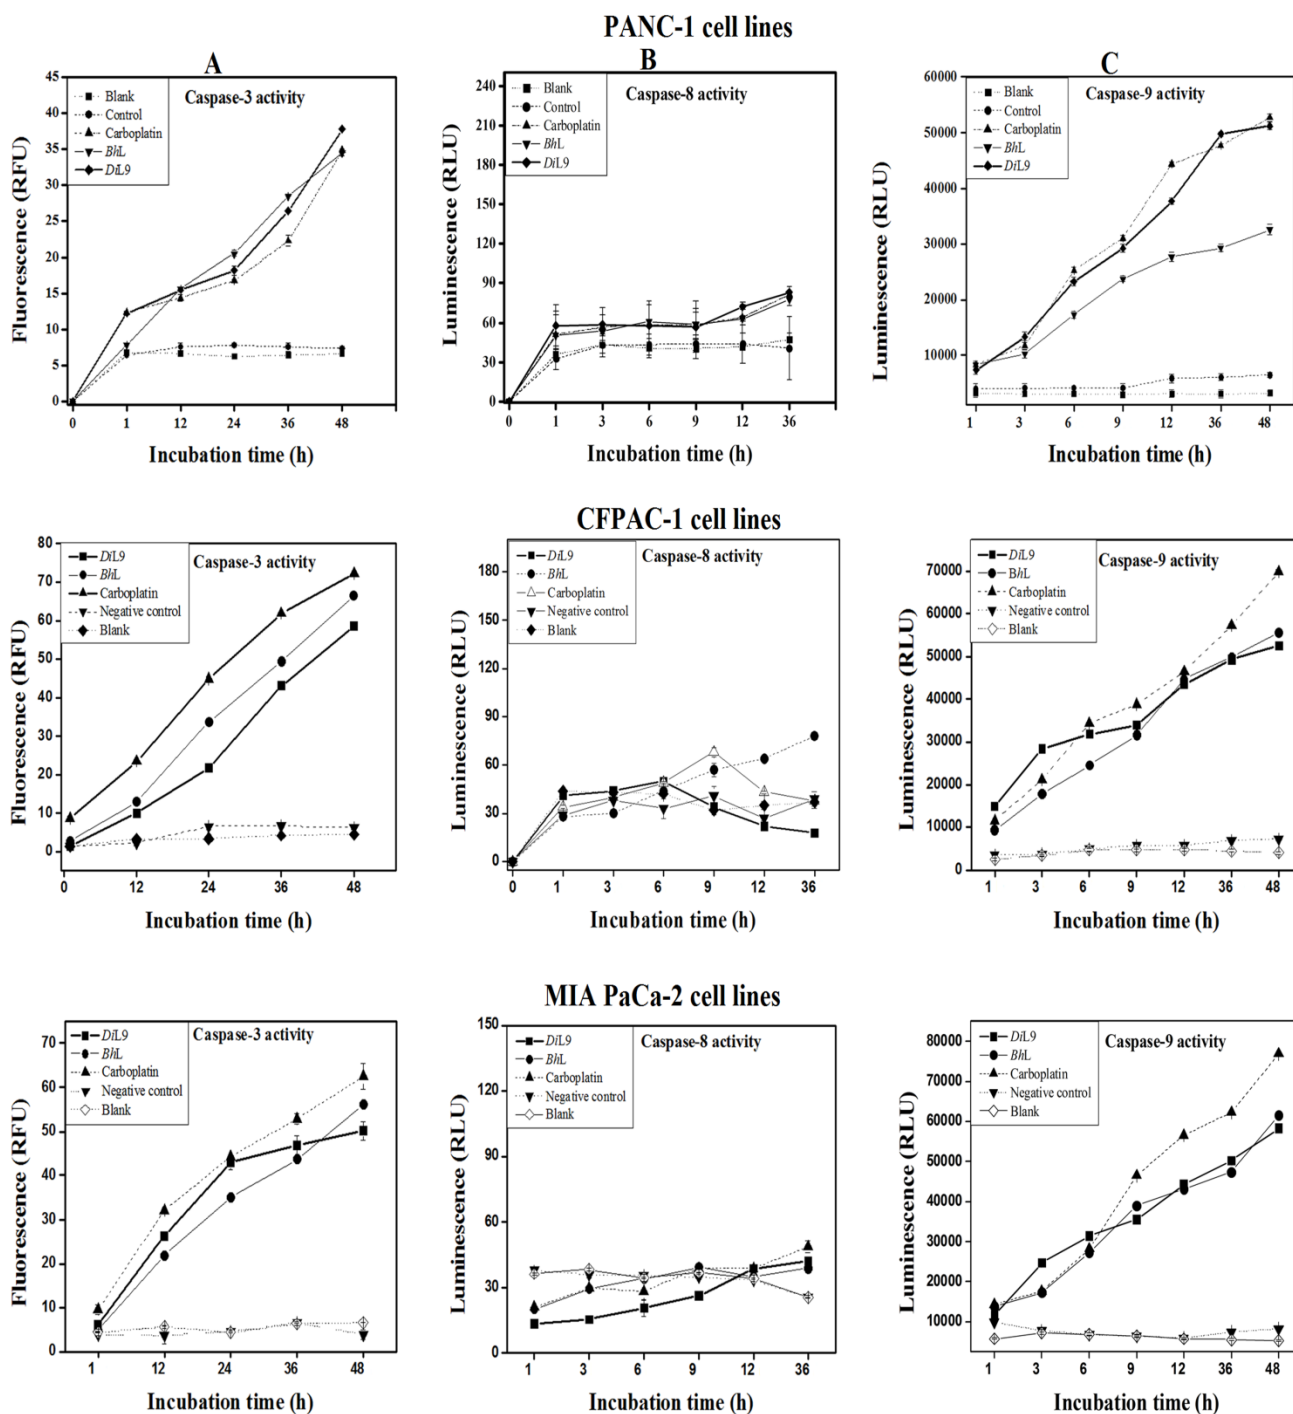 PANC-1 cell lines
A
B
C
45
40
35
30
25
20
15
10
5
0
Fluorescence (RFU)
Blank
Control
Carboplatin
BhL
DiL9
Caspase-3 activity
0 1 12 24 36 48
Incubation time (h)
240
210
180
150
120
90
60
30
0
Luminescence (RLU)
Blank
Control
Carboplatin
BhL
DiL9
Caspase-8 activity
0 1 3 6 9 12 36
Incubation time (h)
60000
50000
40000
30000
20000
10000
Luminescence (RLU)
Blank
Control
Carboplatin
BhL
DiL9
Caspase-9 activity
1 3 6 9 12 36 48
Incubation time (h)
CFPAC-1 cell lines
80
70
60
50
40
30
20
10
0
Fluorescence (RFU)
DiL9
BhL
Carboplatin
Negative control
Blank
Caspase-3 activity
0 12 24 36 48
Incubation time (h)
180
150
120
90
60
30
0
Luminescence (RLU)
DiL9
BhL
Carboplatin
Negative control
Blank
Caspase-8 activity
0 1 3 6 9 12 36
Incubation time (h)
70000
60000
50000
40000
30000
20000
10000
0
Luminescence (RLU)
DiL9
BhL
Carboplatin
Negative control
Blank
Caspase-9 activity
1 3 6 9 12 36 48
Incubation time (h)
MIA PaCa-2 cell lines
70
60
50
40
30
20
10
0
Fluorescence (RFU)
DiL9
BhL
Carboplatin
Negative control
Blank
Caspase-3 activity
1 12 24 36 48
Incubation time (h)
150
120
90
60
30
0
Luminescence (RLU)
DiL9
BhL
Carboplatin
Negative control
Blank
Caspase-8 activity
1 3 6 9 12 36
Incubation time (h)
80000
70000
60000
50000
40000
30000
20000
10000
Luminescence (RLU)
DiL9
BhL
Carboplatin
Negative control
Blank
Caspase-9 activity
1 3 6 9 12 36 48
Incubation time (h)